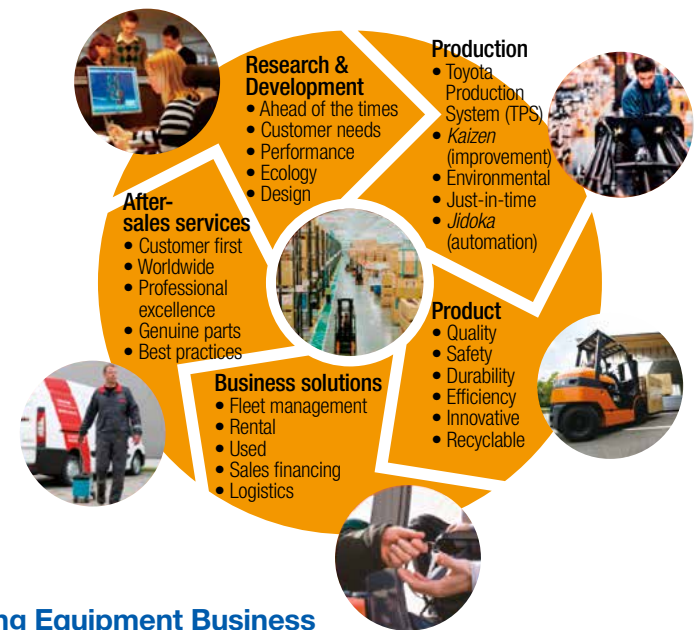 Research &
Development
• Ahead of the times
• Customer needs
• Performance
• Ecology
• Design
Production
• Toyota
Production
System (TPS)
• Kaizen
(improvement)
• Environmental
• Just-in-time
• Jidoka
(automation)
Product
• Quality
• Safety
• Durability
• Efficiency
• Innovative
• Recyclable
Business solutions
• Fleet management
• Rental
• Used
• Sales financing
• Logistics
After-
sales services
• Customer first
• Worldwide
• Professional
excellence
• Genuine parts
• Best practices
Equipment Business